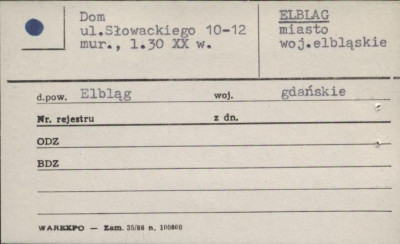 Dom
ul.Słowackiego 10-12
mur., l.30 XX w.
ELBLAG
miasto
woj.elbląskie
d.pow. Elbląg woj. gdańskie
Nr. rejestru z dn.
ODZ
BDZ
WAREXPO — Zam. 35/88 n. 100000